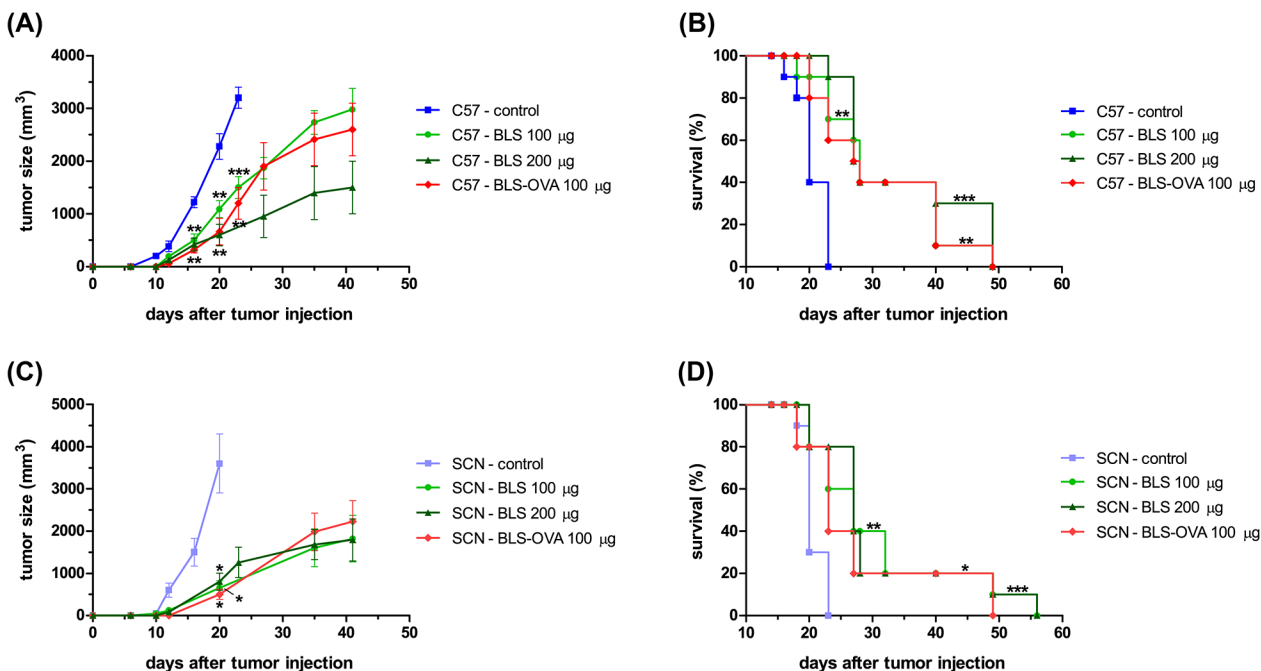 (A)
tumor size (mm³)
4000
3000
2000
1000
0
0 10 20 30 40 50
days after tumor injection
** ** *** ** ** **
C57 - control
C57 - BLS 100 µg
C57 - BLS 200 µg
C57 - BLS-OVA 100 µg
(B)
survival (%)
100
80
60
40
20
0
10 20 30 40 50 60
days after tumor injection
**
***
**
C57 - control
C57 - BLS 100 µg
C57 - BLS 200 µg
C57 - BLS-OVA 100 µg
(C)
tumor size (mm³)
5000
4000
3000
2000
1000
0
0 10 20 30 40 50
days after tumor injection
*
*
*
SCN - control
SCN - BLS 100 µg
SCN - BLS 200 µg
SCN - BLS-OVA 100 µg
(D)
survival (%)
100
80
60
40
20
0
10 20 30 40 50 60
days after tumor injection
**
*
***
SCN - control
SCN - BLS 100 µg
SCN - BLS 200 µg
SCN - BLS-OVA 100 µg